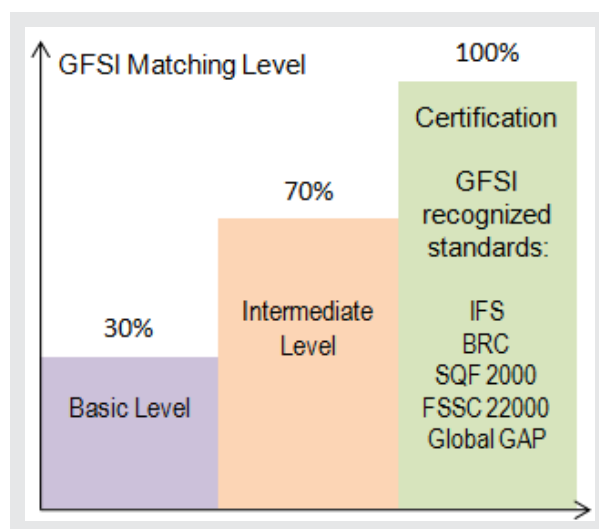 GFSI Matching Level
100%
Certification
GFSI
recognized
standards:
IFS
BRC
SQF 2000
FSSC 22000
Global GAP
70%
Intermediate
Level
30%
Basic Level